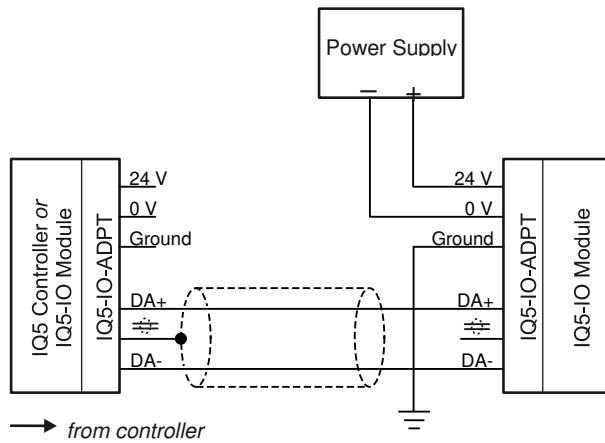 Power Supply
− +
24 V
0 V
Ground
DA+
DA-
IQ5 Controller or
IQ5-IO Module
IQ5-IO-ADPT
24 V
0 V
Ground
DA+
DA-
IQ5-IO-ADPT
IQ5-IO Module
from controller